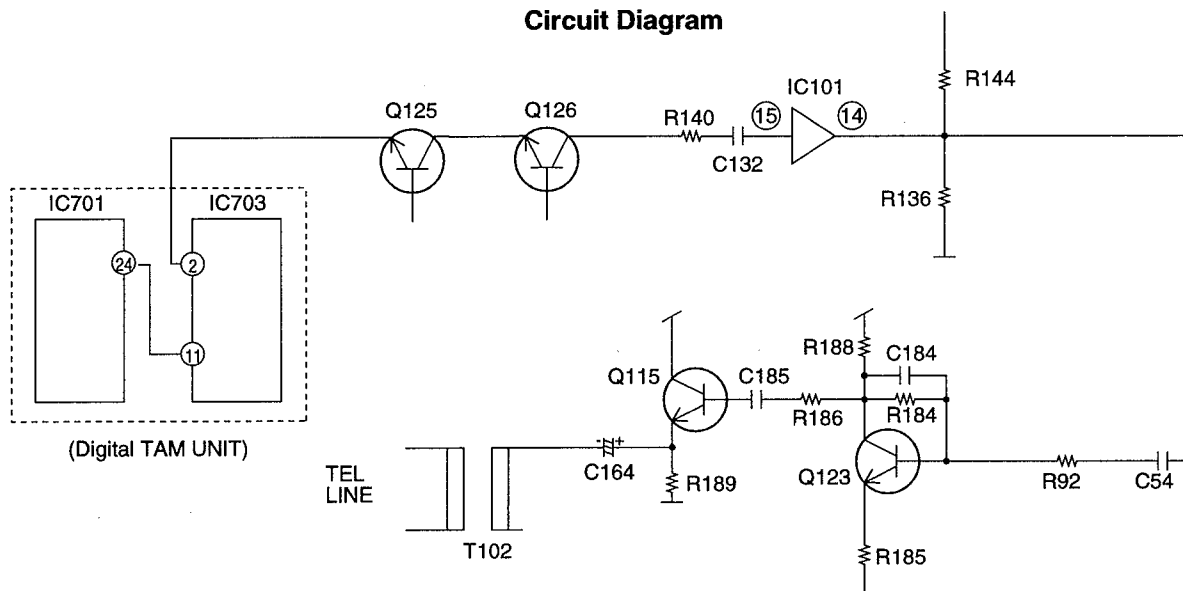 Circuit Diagram
R144
IC101
Q125
Q126
R140
15
14
C132
IC701
IC703
R136
24
2
11
R188
C184
Q115
C185
R186
R184
(Digital TAM UNIT)
TEL
LINE
C164
R189
Q123
R92
C54
T102
R185